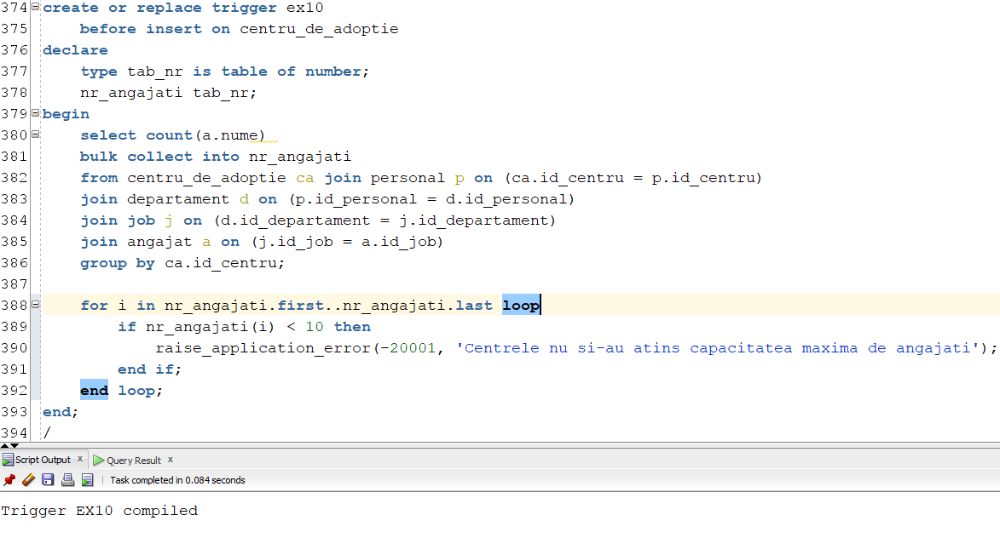 374 create or replace trigger ex10
375 before insert on centru_de_adoptie
376 declare
377 type tab_nr is table of number;
378 nr_angajati tab_nr;
379 begin
380 select count(a.nume)
381 bulk collect into nr_angajati
382 from centru_de_adoptie ca join personal p on (ca.id_centru = p.id_centru)
383 join departament d on (p.id_personal = d.id_personal)
384 join job j on (d.id_departament = j.id_departament)
385 join angajat a on (j.id_job = a.id_job)
386 group by ca.id_centru;
387
388 for i in nr_angajati.first..nr_angajati.last loop
389 if nr_angajati(i) < 10 then
390 raise_application_error(-20001, 'Centrele nu si-au atins capacitatea maxima de angajati');
391 end if;
392 end loop;
393 end;
394 /
Script Output x Query Result x
Task completed in 0.084 seconds
Trigger EX10 compiled